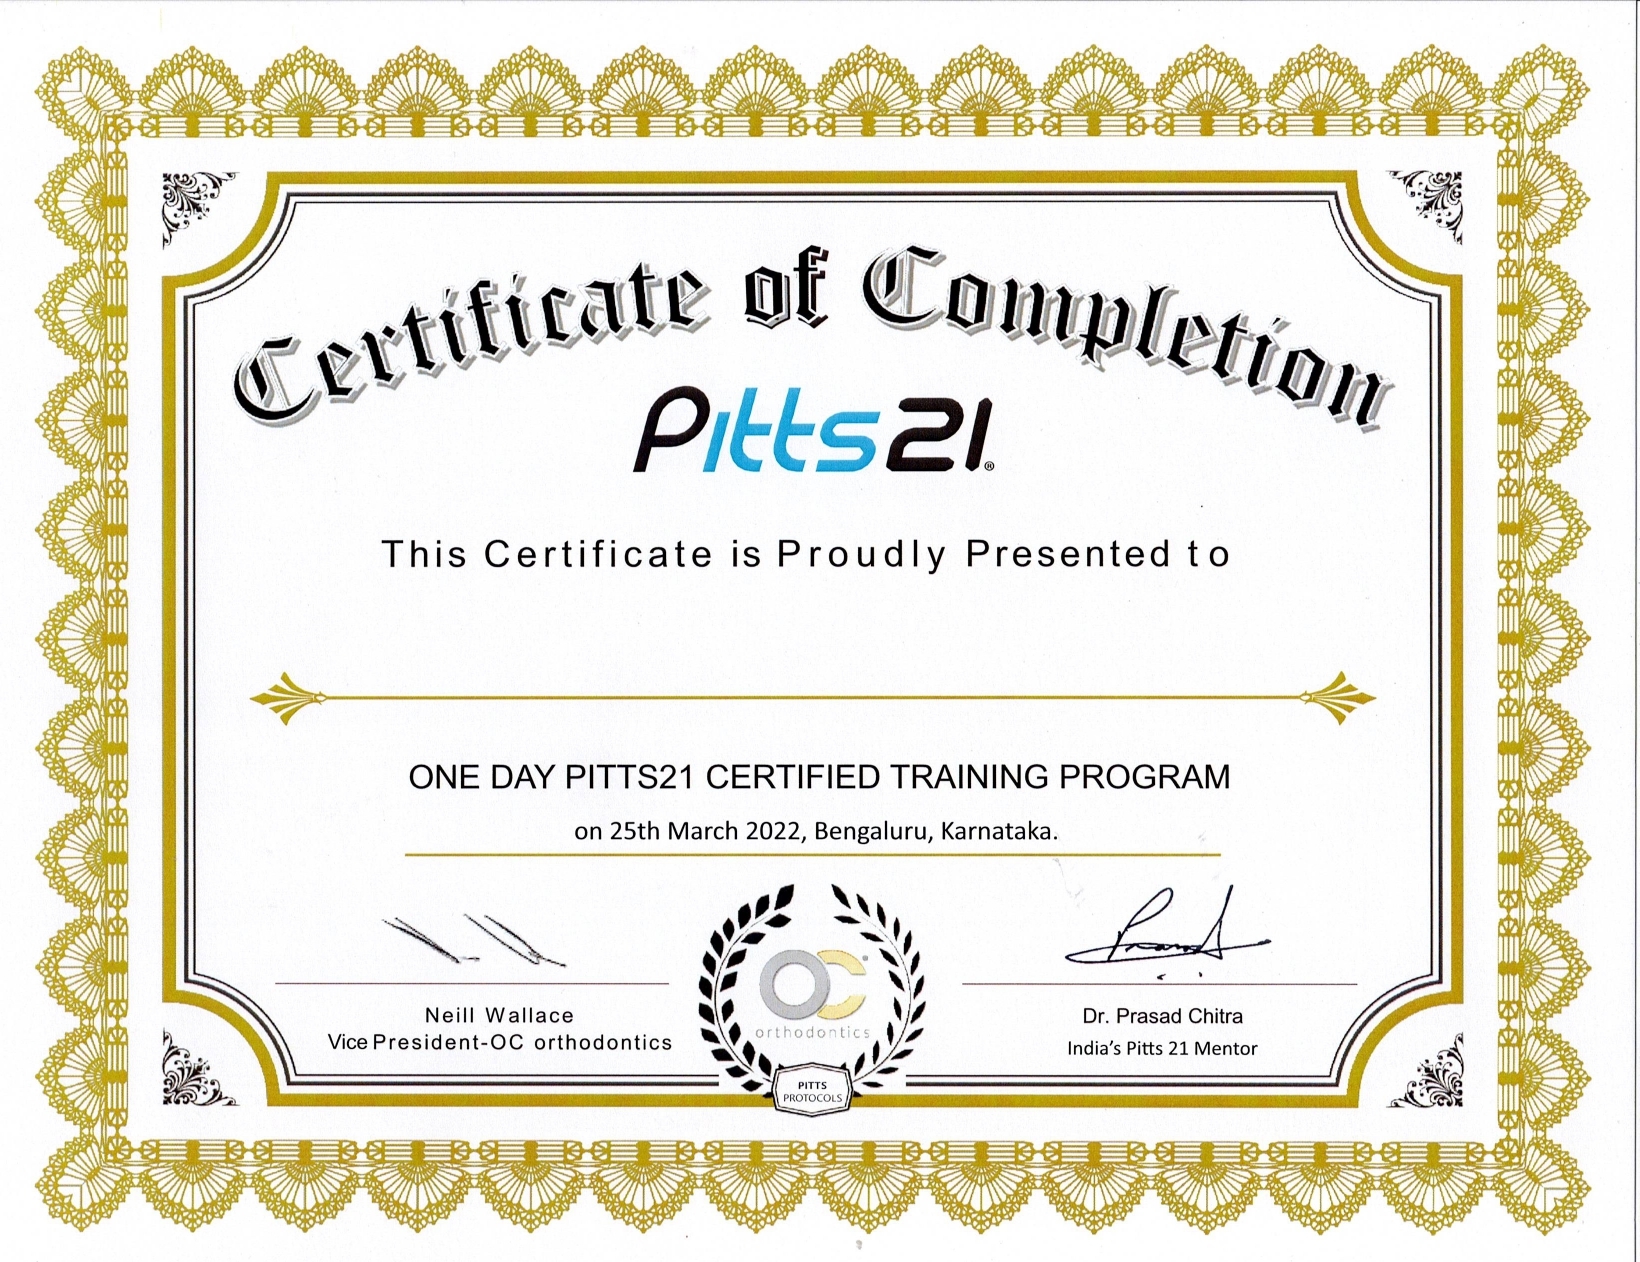 Certificate of Completion
Pitts21®
This Certificate is Proudly Presented to
ONE DAY PITTS21 CERTIFIED TRAINING PROGRAM
on 25th March 2022, Bengaluru, Karnataka.
Neill Wallace
Vice President-OC orthodontics
OC
orthodontics
PITTS
PROTOCOLS
Dr. Prasad Chitra
India’s Pitts 21 Mentor